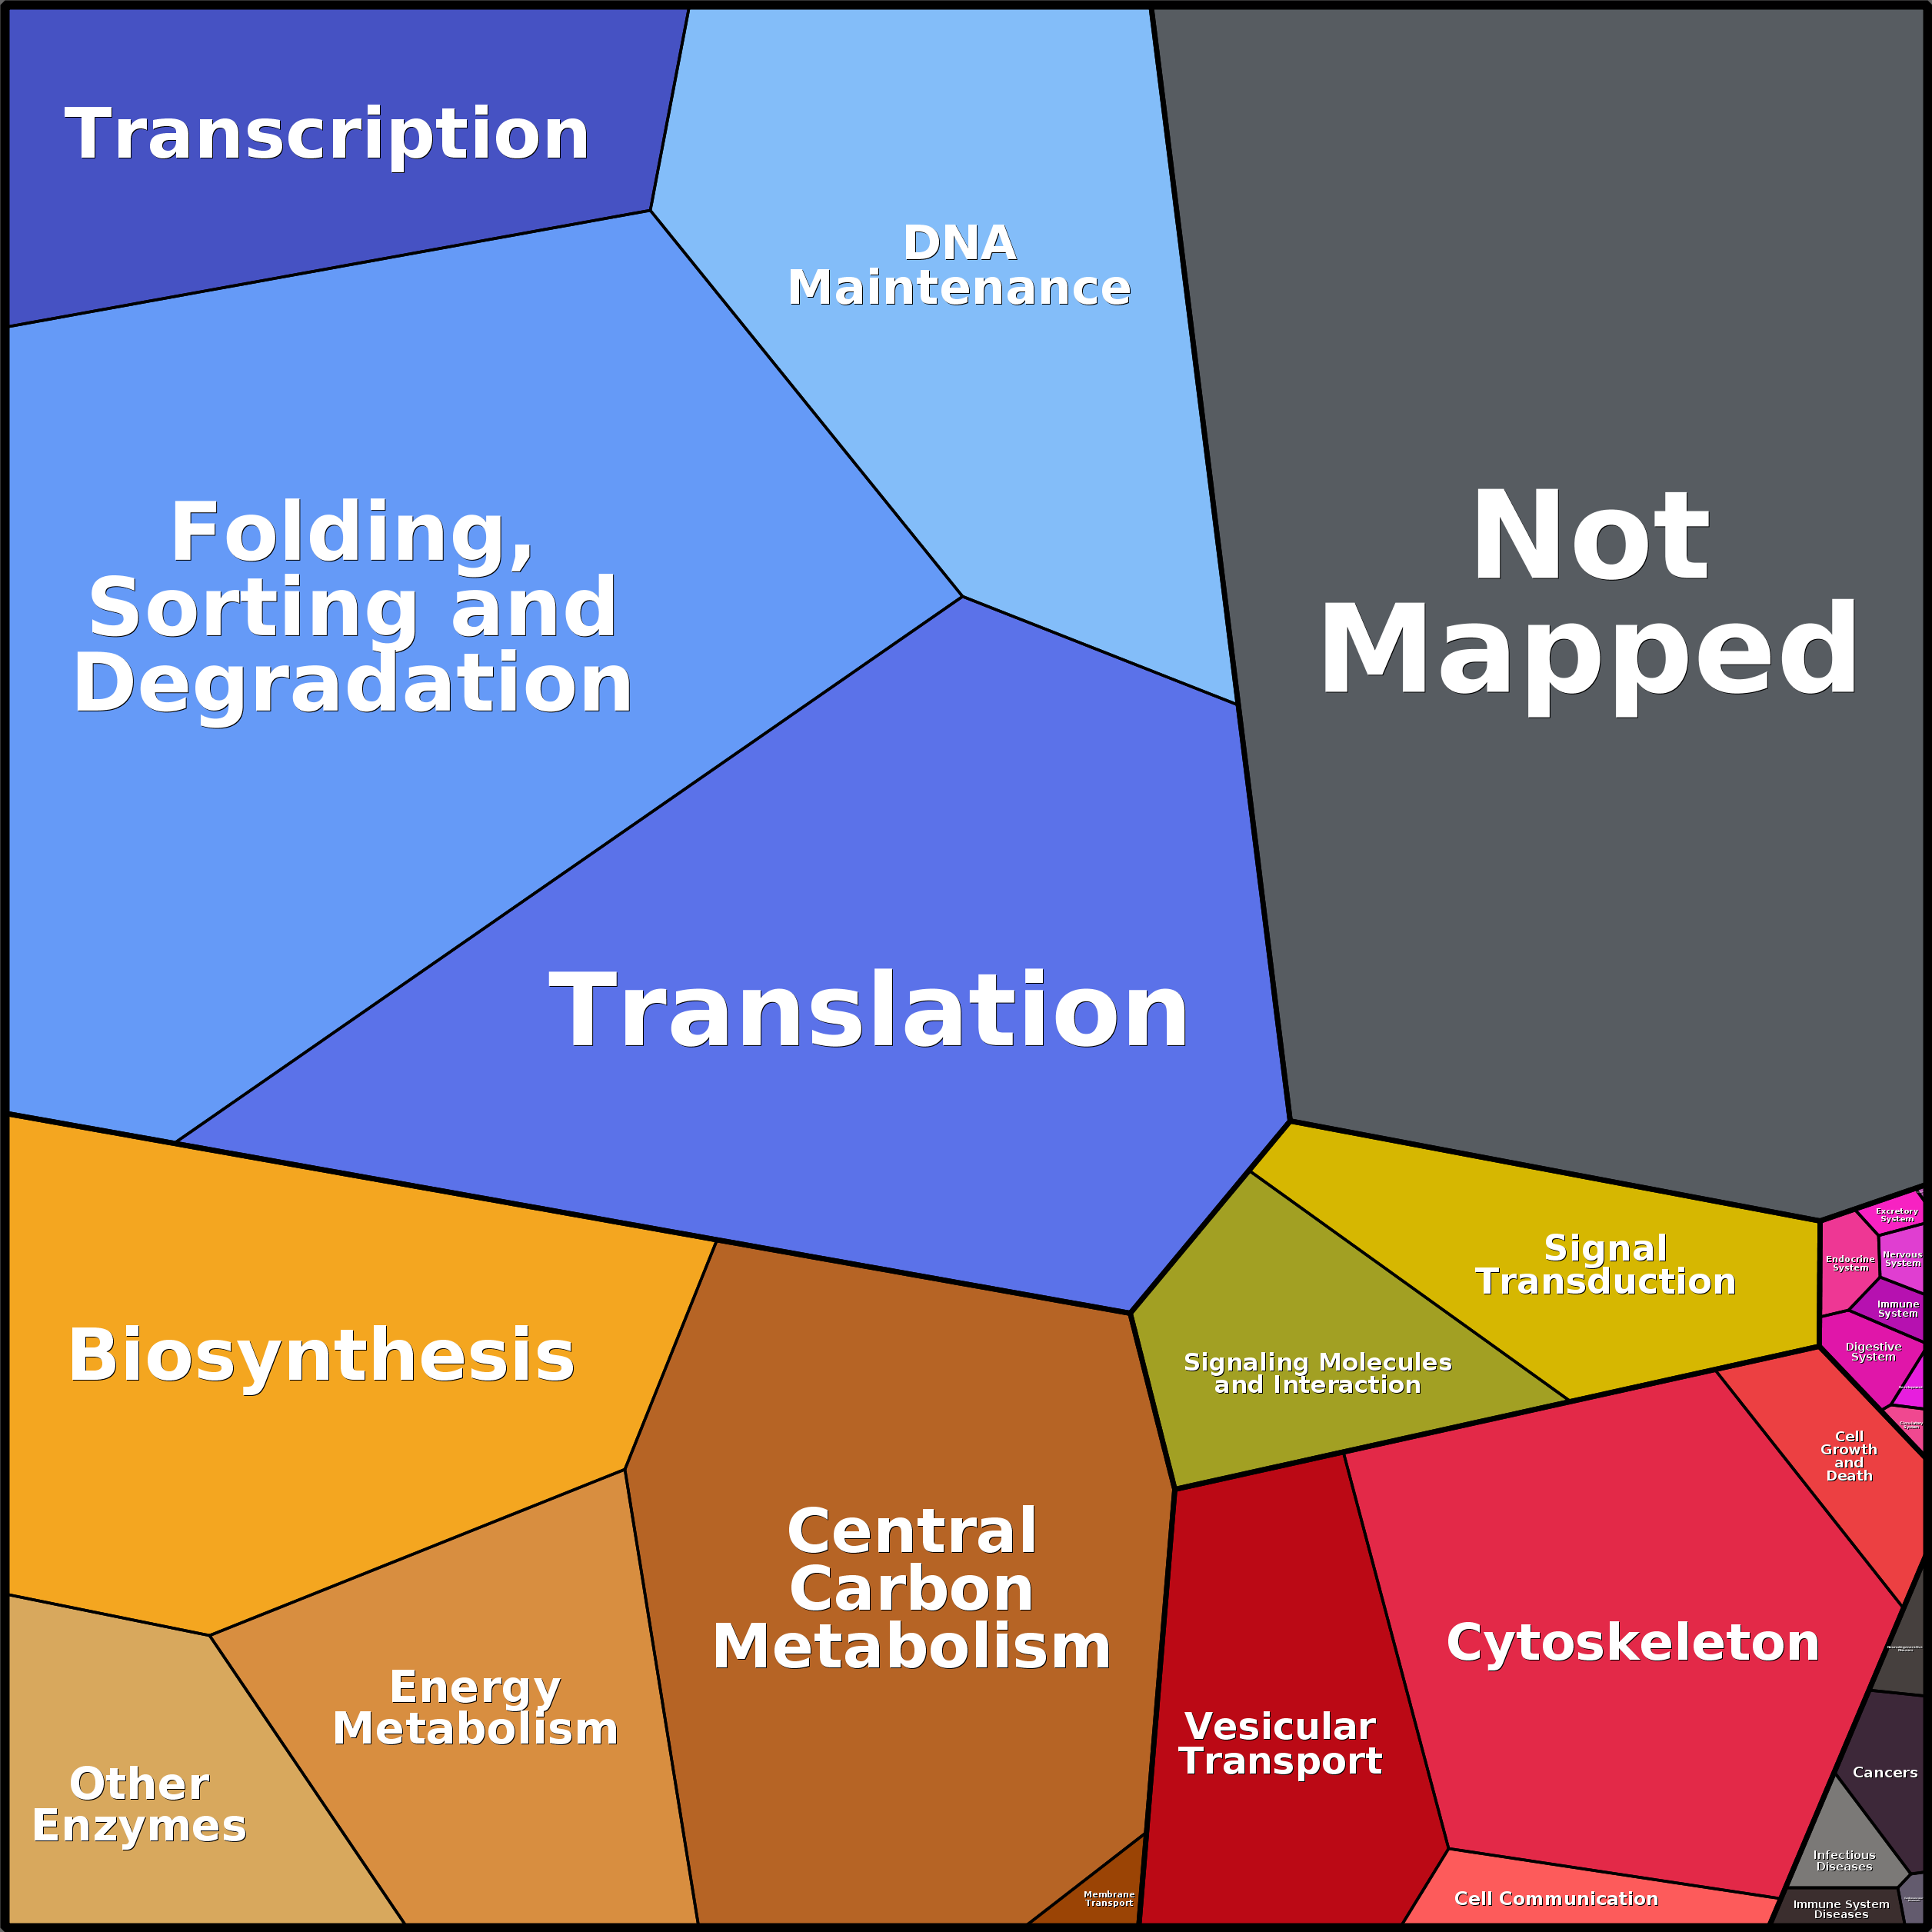 Transcription
DNA
Maintenance
Not
Mapped
Folding,
Sorting and
Degradation
Translation
Signal
Transduction
Signaling Molecules
and Interaction
Excretory
System
Endocrine
System
Nervous
System
Immune
System
Digestive
System
Biosynthesis
Central
Carbon
Metabolism
Energy
Metabolism
Other
Enzymes
Membrane
Transport
Vesicular
Transport
Cytoskeleton
Cell
Growth
and
Death
Cell Communication
Cancers
Infectious
Diseases
Immune System
Diseases